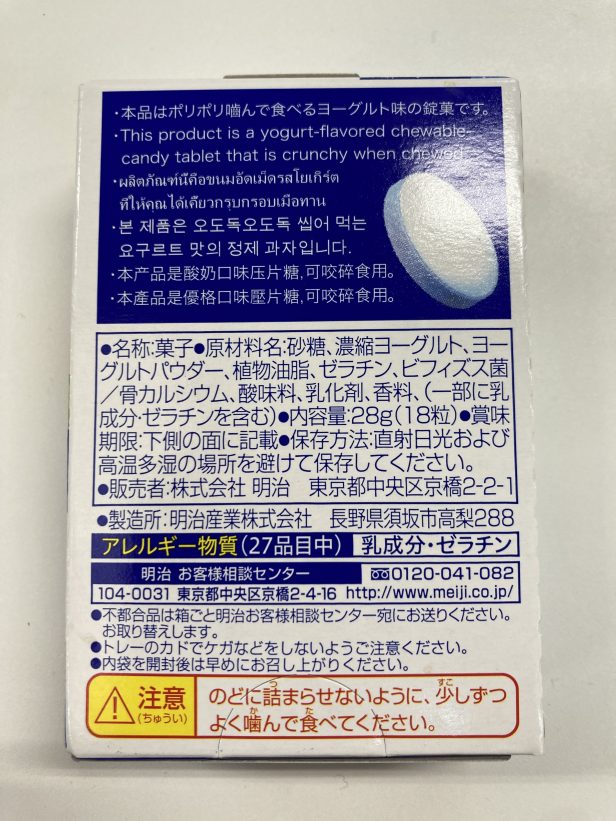 ・本品はポリポリ噛んで食べるヨーグルト味の錠菓です。
・This product is a yogurt-flavored chewable
candy tablet that is crunchy when chewed.
・ผลิตภัณฑ์นี้คือขนมอัดเม็ดรสโยเกิร์ต
ที่ให้คุณได้เคี้ยวกรุบกรอบเมื่อทาน
・본 제품은 오도독오도독 씹어 먹는
요구르트 맛의 정제 과자입니다.
・本产品是酸奶口味压片糖,可咬碎食用。
・本產品是優格口味壓片糖,可咬碎食用。
●名称:菓子●原材料名:砂糖、濃縮ヨーグルト、ヨー
グルトパウダー、植物油脂、ゼラチン、ビフィズス菌
／骨カルシウム、酸味料、乳化剤、香料、(一部に乳
成分・ゼラチンを含む)●内容量:28g(18粒)●賞味
期限:下側の面に記載●保存方法:直射日光および
高温多湿の場所を避けて保存してください。
●販売者:株式会社 明治 東京都中央区京橋2-2-1
●製造所:明治産業株式会社 長野県須坂市高梨288
アレルギー物質(27品目中) 乳成分・ゼラチン
明治 お客様相談センター 0120-041-082
104-0031 東京都中央区京橋2-4-16 http://www.meiji.co.jp/
●不都合品は箱ごと明治お客様相談センター宛にお送りください。
お取り替えします。
●トレーのカドでケガなどをしないようご注意ください。
●内袋を開封後は早めにお召し上がりください。
注意(ちゅうい)
のどに詰まらせないように、少しずつ
よく噛んで食べてください。